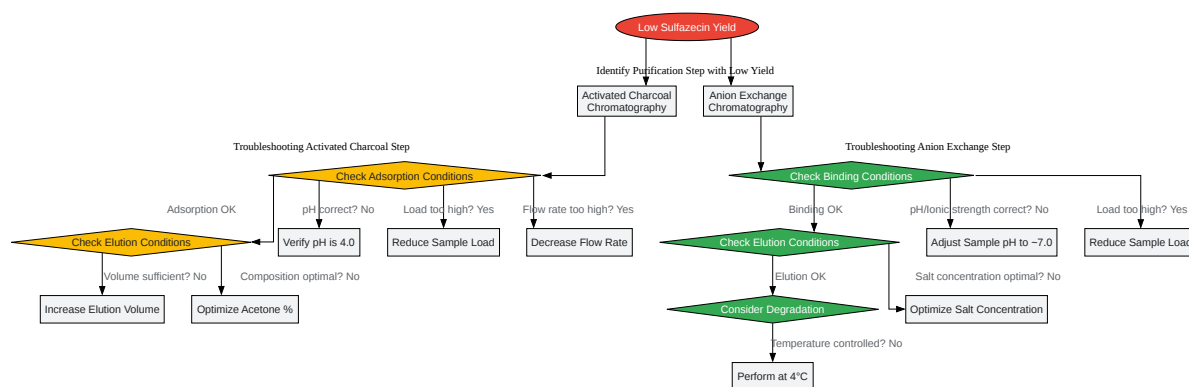 Low Sulfazecin Yield
Identify Purification Step with Low Yield
Activated Charcoal
Chromatography
Anion Exchange
Chromatography
Troubleshooting Activated Charcoal Step
Troubleshooting Anion Exchange Step
Check Adsorption Conditions
Check Binding Conditions
Adsorption OK
pH correct? No
Load too high? Yes
Flow rate too high? Yes
Binding OK
pH/Ionic strength correct? No
Load too high? Yes
Check Elution Conditions
Verify pH is 4.0
Reduce Sample Load
Decrease Flow Rate
Check Elution Conditions
Adjust Sample pH to ~7.0
Reduce Sample Load
Volume sufficient? No
Composition optimal? No
Elution OK
Salt concentration optimal? No
Increase Elution Volume
Optimize Acetone %
Consider Degradation
Optimize Salt Concentration
Temperature controlled? No
Perform at 4°C